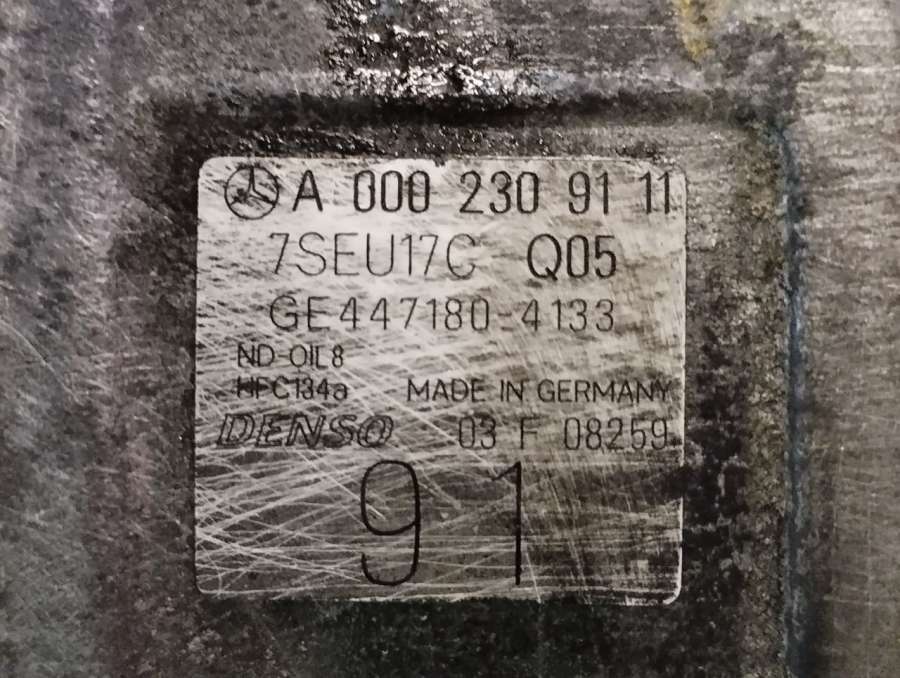 A 000 230 91 11
7SEU17C Q05
GE447180-4133
ND-OIL8
HFC134a MADE IN GERMANY
DENSO 03 F 08259
91